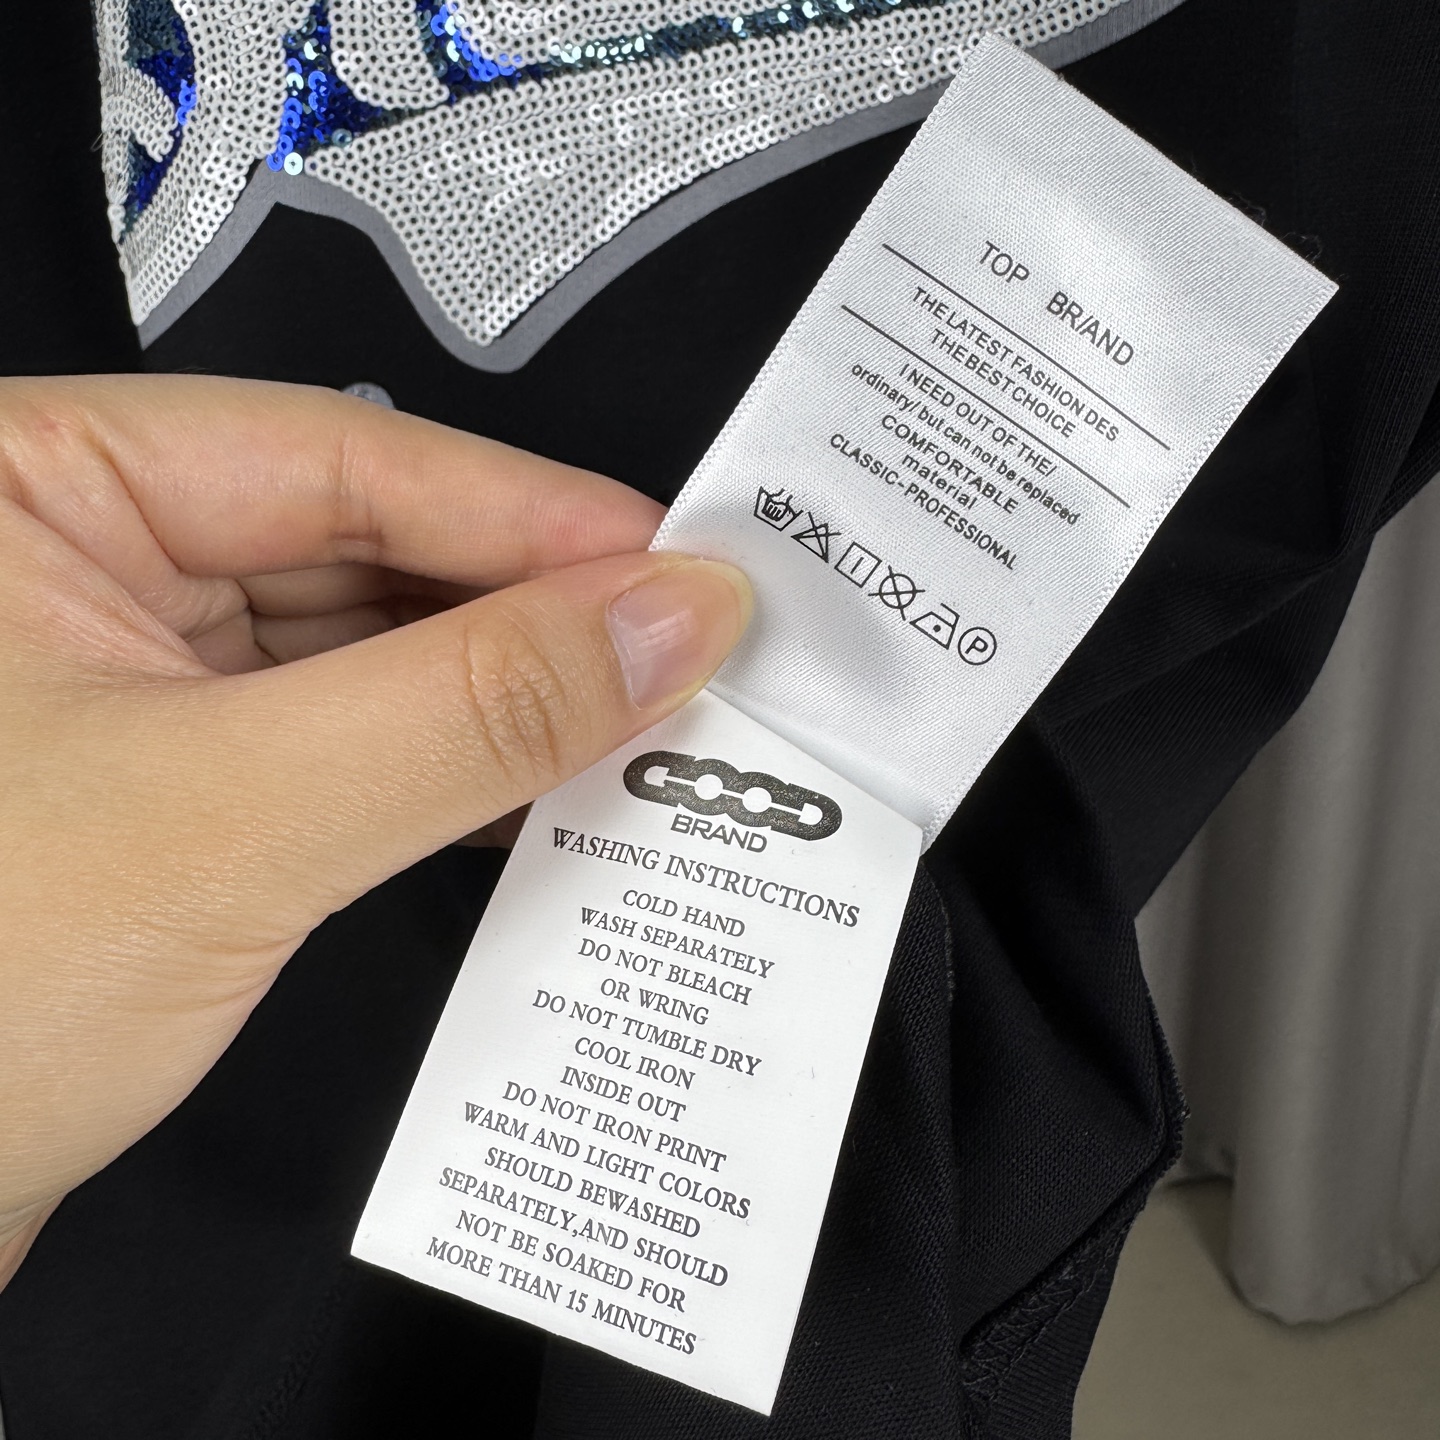 TOP BR/AND
THE LATEST FASHION DES
THE BEST CHOICE
I NEED OUT OF THE/
ordinary/ but can not be replaced
COMFORTABLE
material
CLASSIC-PROFESSIONAL
P
GOOD
BRAND
WASHING INSTRUCTIONS
COLD HAND
WASH SEPARATELY
DO NOT BLEACH
OR WRING
DO NOT TUMBLE DRY
COOL IRON
INSIDE OUT
DO NOT IRON PRINT
WARM AND LIGHT COLORS
SHOULD BEWASHED
SEPARATELY,AND SHOULD
NOT BE SOAKED FOR
MORE THAN 15 MINUTES